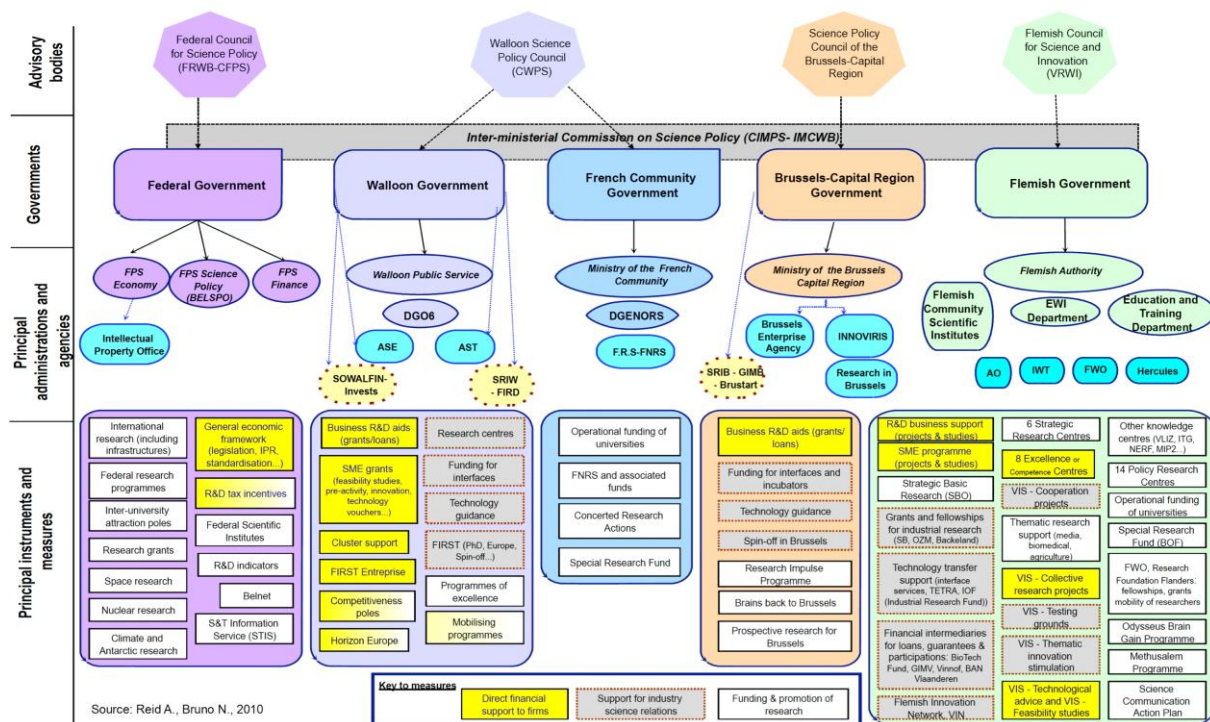 Advisory
bodies
Federal Council
for Science Policy
(FRWB-CFPS)
Walloon Science
Policy Council
(CWPS)
Science Policy
Council of the
Brussels-Capital
Region
Flemish Council
for Science and
Innovation
(VRWI)
Inter-ministerial Commission on Science Policy (CIMPS- IMCWB)
Governments
Federal Government
Walloon Government
French Community
Government
Brussels-Capital Region
Government
Flemish Government
Principal
administrations and
agencies
FPS
Economy
FPS Science
Policy
(BELSPO)
FPS
Finance
Intellectual
Property Office
Walloon Public Service
DGO6
ASE
AST
SOWALFIN-
Invests
SRIW
- FIRD
Ministry of the French
Community
DGENORS
F.R.S-FNRS
Ministry of the Brussels
Capital Region
Brussels
Enterprise
Agency
INNOVIRIS
Research in
Brussels
SRIB - GIMB
- Brustart
Flemish Authority
Flemish
Community
Scientific
Institutes
EWI
Department
Education and
Training
Department
AO
IWT
FWO
Hercules
Principal instruments and
measures
International
research (including
infrastructures)
Federal research
programmes
Inter-university
attraction poles
Research grants
Space research
Nuclear research
Climate and
Antarctic research
General economic
framework
(legislation, IPR,
standardisation...)
R&D tax incentives
Federal Scientific
Institutes
R&D indicators
Belnet
S&T Information
Service (STIS)
Business R&D aids
(grants/loans)
SME grants
(feasibility studies,
pre-activity, innovation,
technology
vouchers...)
Cluster support
FIRST Entreprise
Competitiveness
poles
Horizon Europe
Research centres
Funding for
interfaces
Technology
guidance
FIRST (PhD, Europe,
Spin-off...)
Programmes of
excellence
Mobilising
programmes
Operational funding of
universities
FNRS and associated
funds
Concerted Research
Actions
Special Research Fund
Business R&D aids (grants/
loans)
Funding for interfaces and
incubators
Technology guidance
Spin-off in Brussels
Research Impulse
Programme
Brains back to Brussels
Prospective research for
Brussels
R&D business support
(projects & studies)
SME programme
(projects & studies)
Strategic Basic
Research (SBO)
Grants and fellowships
for industrial research
(SB, OZM, Baekeland)
Technology transfer
support (interface
services, TETRA, IOF
(Industrial Research Fund))
Financial intermediaries
for loans, guarantees &
participations: BioTech
Fund, GIMV, Vinnof, BAN
Vlaanderen
Flemish Innovation
Network, VIN
6 Strategic
Research Centres
8 Excellence or
Competence Centres
VIS - Cooperation
projects
Thematic research
support (media,
biomedical,
agriculture)
VIS - Collective
research projects
VIS - Testing
grounds
VIS - Thematic
innovation
stimulation
VIS - Technological
advice and VIS -
Feasibility studies
Other knowledge
centres (VLIZ, ITG,
NERF, MIP2...)
14 Policy Research
Centres
Operational funding
of universities
Special Research
Fund (BOF)
FWO, Research
Foundation Flanders:
fellowships, grants
mobility of researchers
Odysseus Brain
Gain Programme
Methusalem
Programme
Science
Communication
Action Plan
Key to measures
Direct financial
support to firms
Support for industry
science relations
Funding & promotion of
research
Source: Reid A., Bruno N., 2010